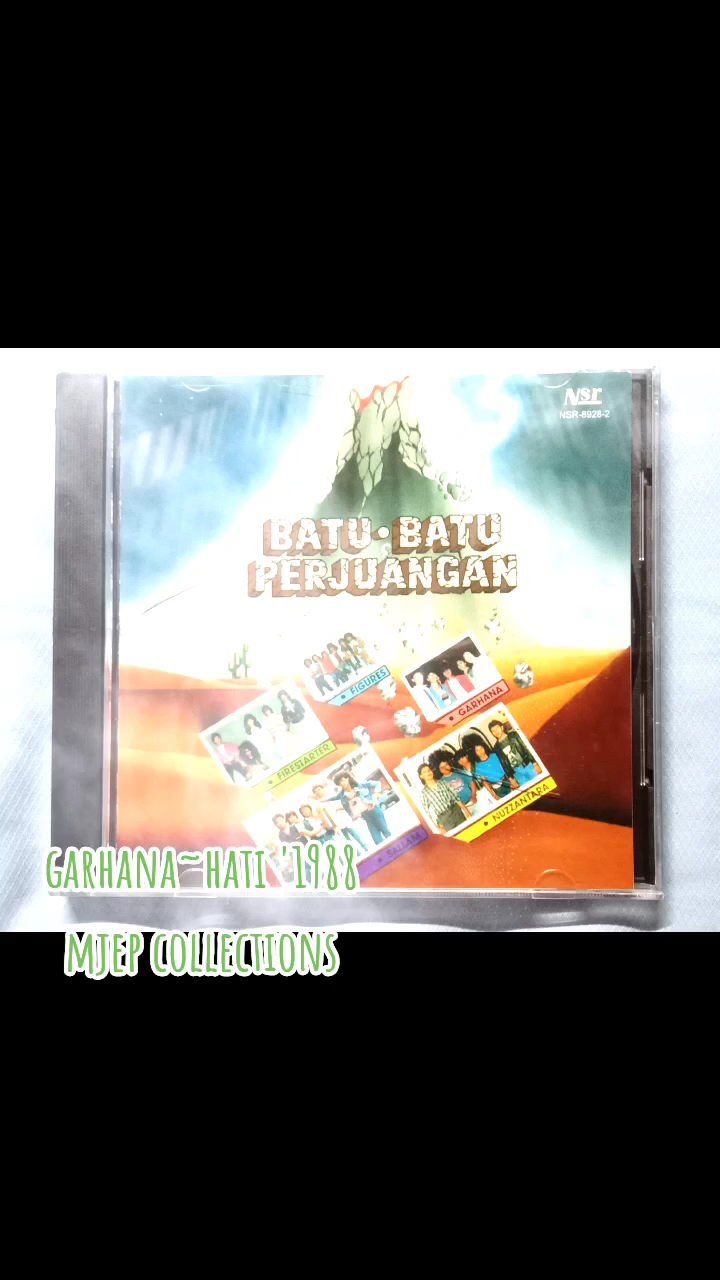 Nsr
NSR-8926-2
BATU•BATU
PERJUANGAN
• FIGURES
• GARHANA
• FIRESTARTER
• NUZZANTARA
GARHANA~HATI '1988
MJEP COLLECTIONS